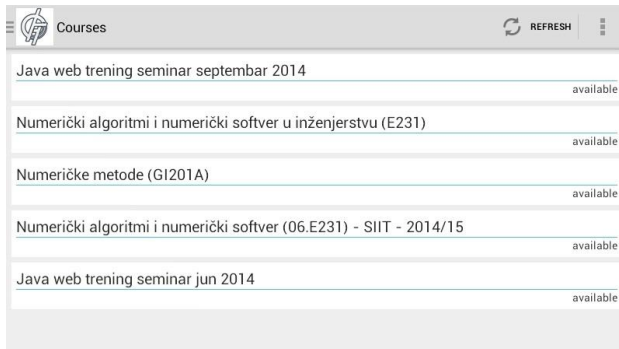 Courses
REFRESH
Java web trening seminar septembar 2014
available
Numerički algoritmi i numerički softver u inženjerstvu (E231)
available
Numeričke metode (GI201A)
available
Numerički algoritmi i numerički softver (06.E231) - SIIT - 2014/15
available
Java web trening seminar jun 2014
available